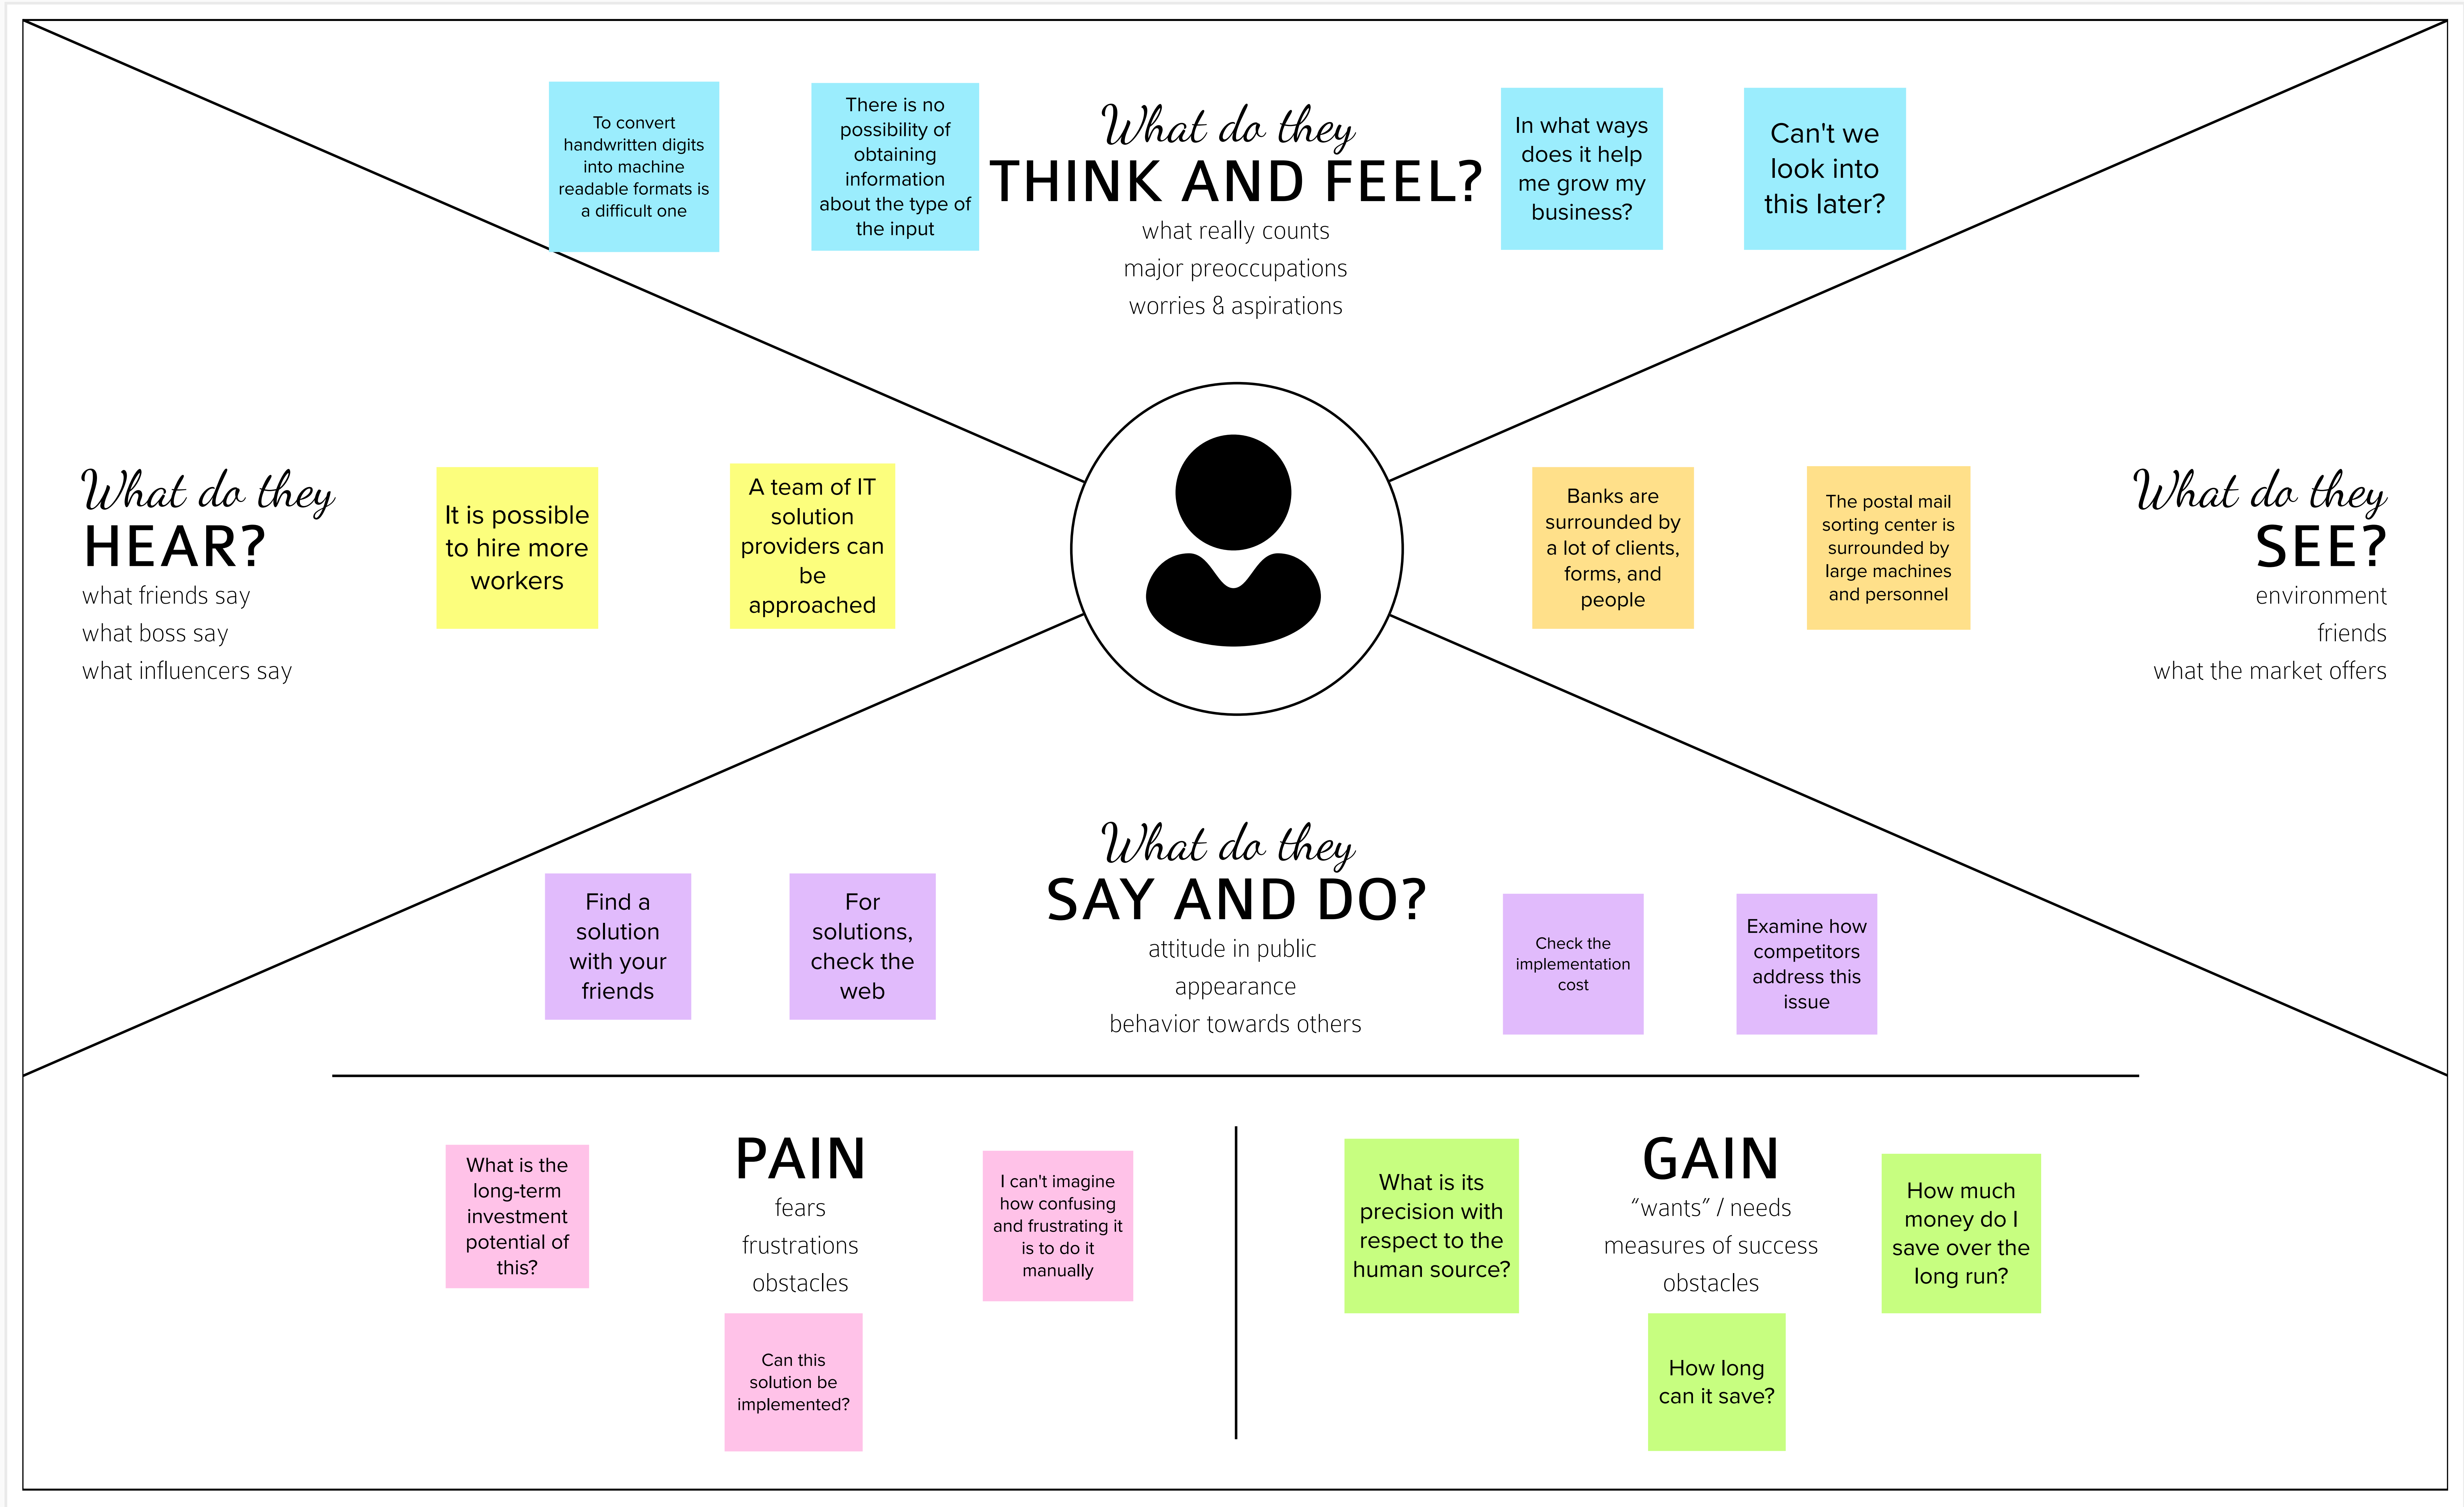 To convert
handwritten digits
into machine
readable formats is
a difficult one
There is no
possibility of
obtaining
information
about the type of
the input
What do they
THINK AND FEEL?
what really counts
major preoccupations
worries & aspirations
In what ways
does it help
me grow my
business?
Can't we
look into
this later?
What do they
HEAR?
what friends say
what boss say
what influencers say
It is possible
to hire more
workers
A team of IT
solution
providers can
be
approached
Banks are
surrounded by
a lot of clients,
forms, and
people
The postal mail
sorting center is
surrounded by
large machines
and personnel
What do they
SEE?
environment
friends
what the market offers
Find a
solution
with your
friends
For
solutions,
check the
web
What do they
SAY AND DO?
attitude in public
appearance
behavior towards others
Check the
implementation
cost
Examine how
competitors
address this
issue
What is the
long-term
investment
potential of
this?
PAIN
fears
frustrations
obstacles
I can't imagine
how confusing
and frustrating it
is to do it
manually
Can this
solution be
implemented?
What is its
precision with
respect to the
human source?
GAIN
“wants” / needs
measures of success
obstacles
How much
money do I
save over the
long run?
How long
can it save?